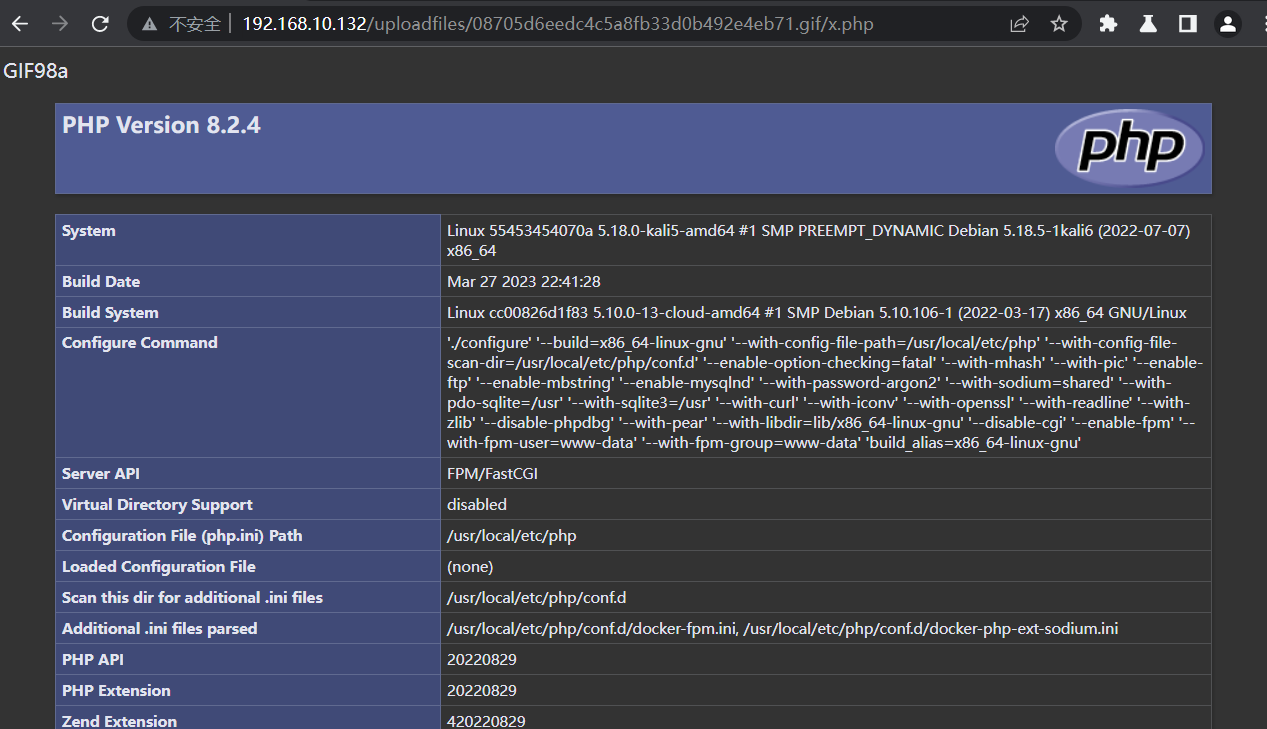 不安全 192.168.10.132/uploadfiles/08705d6eedc4c5a8fb33d0b492e4eb71.gif/x.php
GIF98a
PHP Version 8.2.4
php
System
Linux 55453454070a 5.18.0-kali5-amd64 #1 SMP PREEMPT_DYNAMIC Debian 5.18.5-1kali6 (2022-07-07)
x86_64
Build Date
Mar 27 2023 22:41:28
Build System
Linux cc00826d1f83 5.10.0-13-cloud-amd64 #1 SMP Debian 5.10.106-1 (2022-03-17) x86_64 GNU/Linux
Configure Command
'./configure' '--build=x86_64-linux-gnu' '--with-config-file-path=/usr/local/etc/php' '--with-config-file-
scan-dir=/usr/local/etc/php/conf.d' '--enable-option-checking=fatal' '--with-mhash' '--with-pic' '--enable-
ftp' '--enable-mbstring' '--enable-mysqlnd' '--with-password-argon2' '--with-sodium=shared' '--with-
pdo-sqlite=/usr' '--with-sqlite3=/usr' '--with-curl' '--with-iconv' '--with-openssl' '--with-readline' '--with-
zlib' '--disable-phpdbg' '--with-pear' '--with-libdir=lib/x86_64-linux-gnu' '--disable-cgi' '--enable-fpm' '--
with-fpm-user=www-data' '--with-fpm-group=www-data' 'build_alias=x86_64-linux-gnu'
Server API
FPM/FastCGI
Virtual Directory Support
disabled
Configuration File (php.ini) Path
/usr/local/etc/php
Loaded Configuration File
(none)
Scan this dir for additional .ini files
/usr/local/etc/php/conf.d
Additional .ini files parsed
/usr/local/etc/php/conf.d/docker-fpm.ini, /usr/local/etc/php/conf.d/docker-php-ext-sodium.ini
PHP API
20220829
PHP Extension
20220829
Zend Extension
420220829